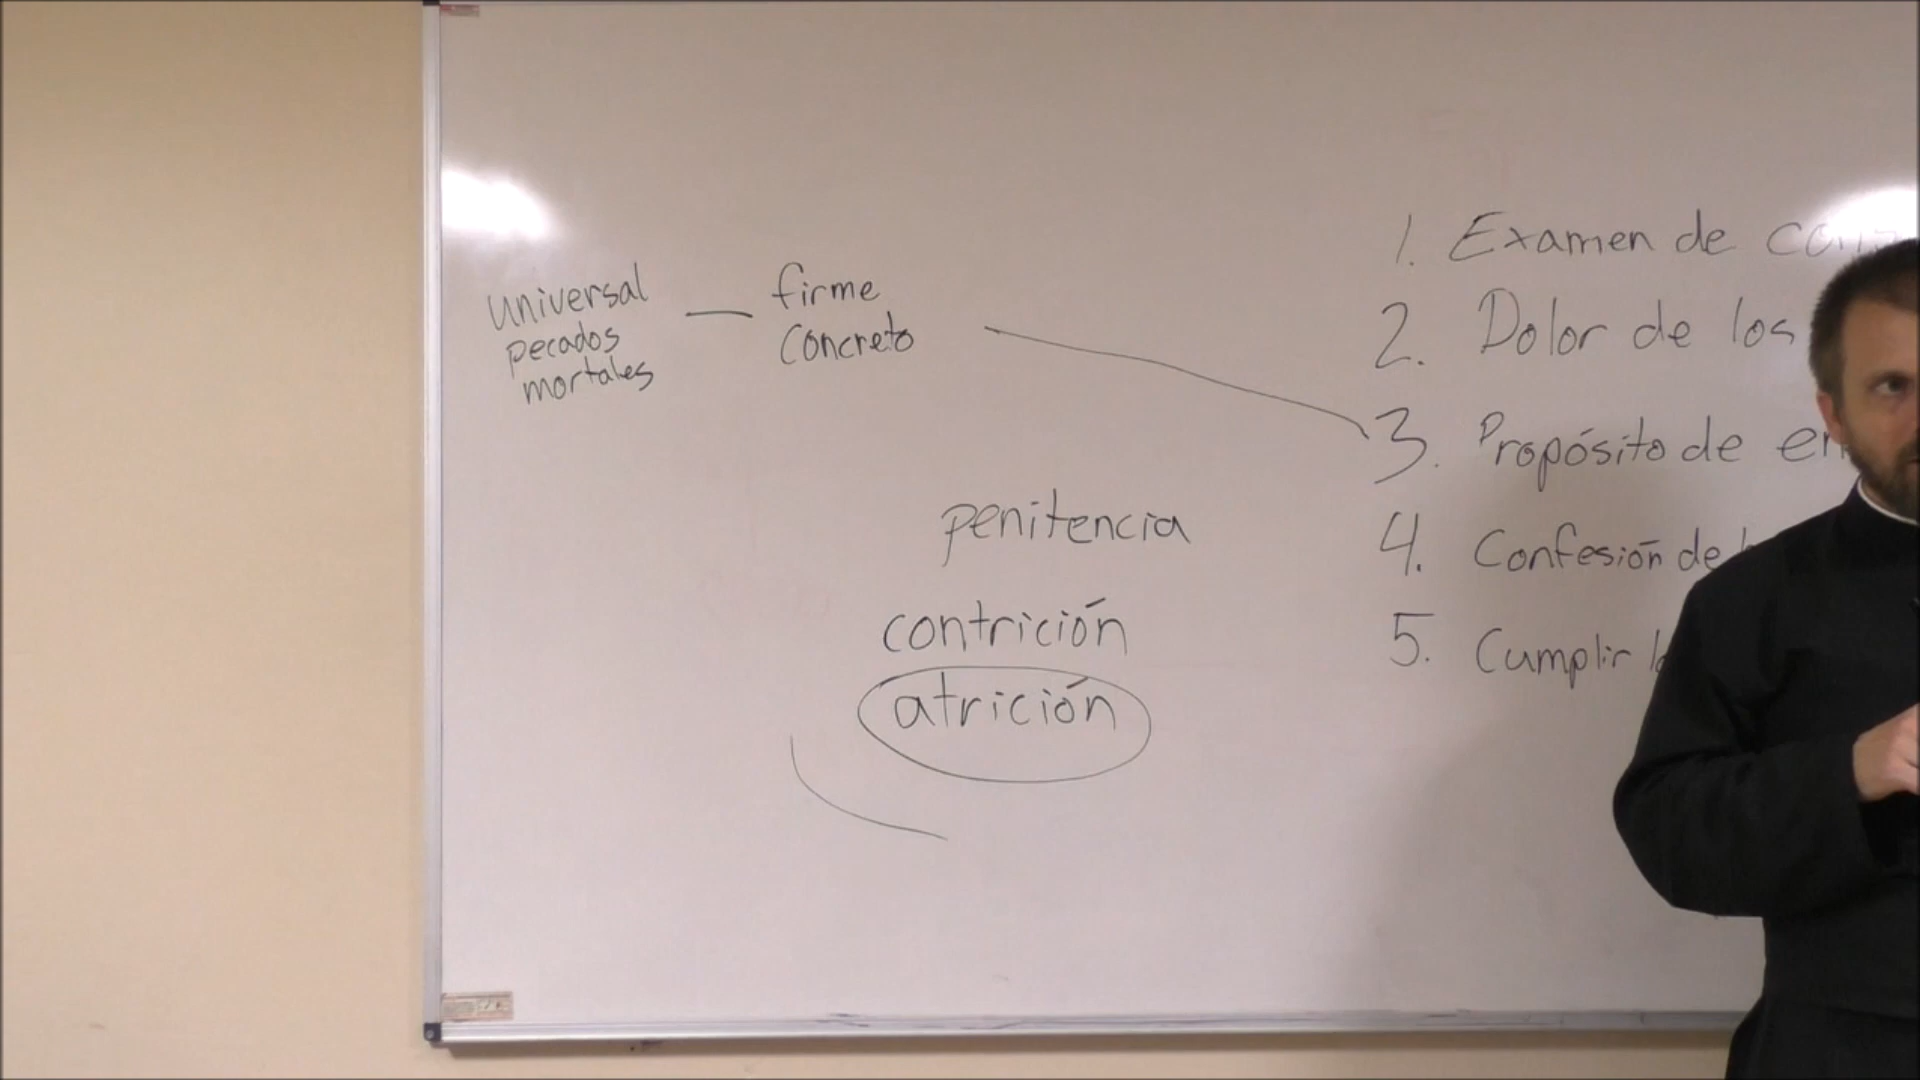 universal
pecados
mortales
firme
concreto
penitencia
contrición
atrición
1. Examen de
2. Dolor de los
3. Propósito de
4. Confesión de
5. Cumplir